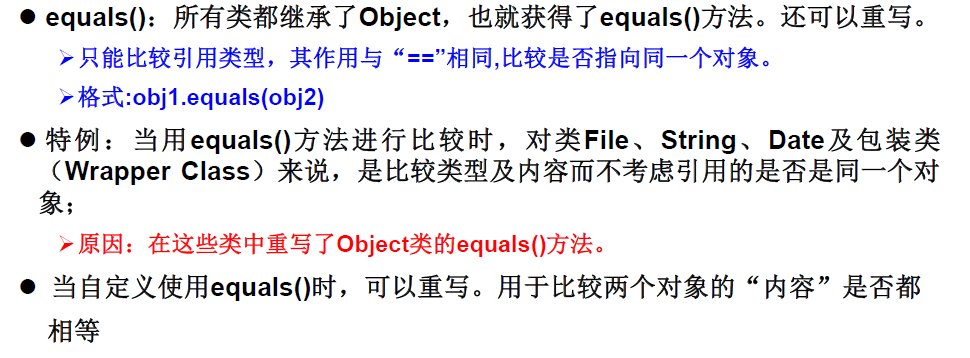 ● equals()：所有类都继承了Object，也就获得了equals()方法。还可以重写。
➢只能比较引用类型，其作用与“==”相同,比较是否指向同一个对象。
➢格式:obj1.equals(obj2)
● 特例：当用equals()方法进行比较时，对类File、String、Date及包装类
（Wrapper Class）来说，是比较类型及内容而不考虑引用的是否是同一个对
象；
➢原因：在这些类中重写了Object类的equals()方法。
● 当自定义使用equals()时，可以重写。用于比较两个对象的“内容”是否都
相等